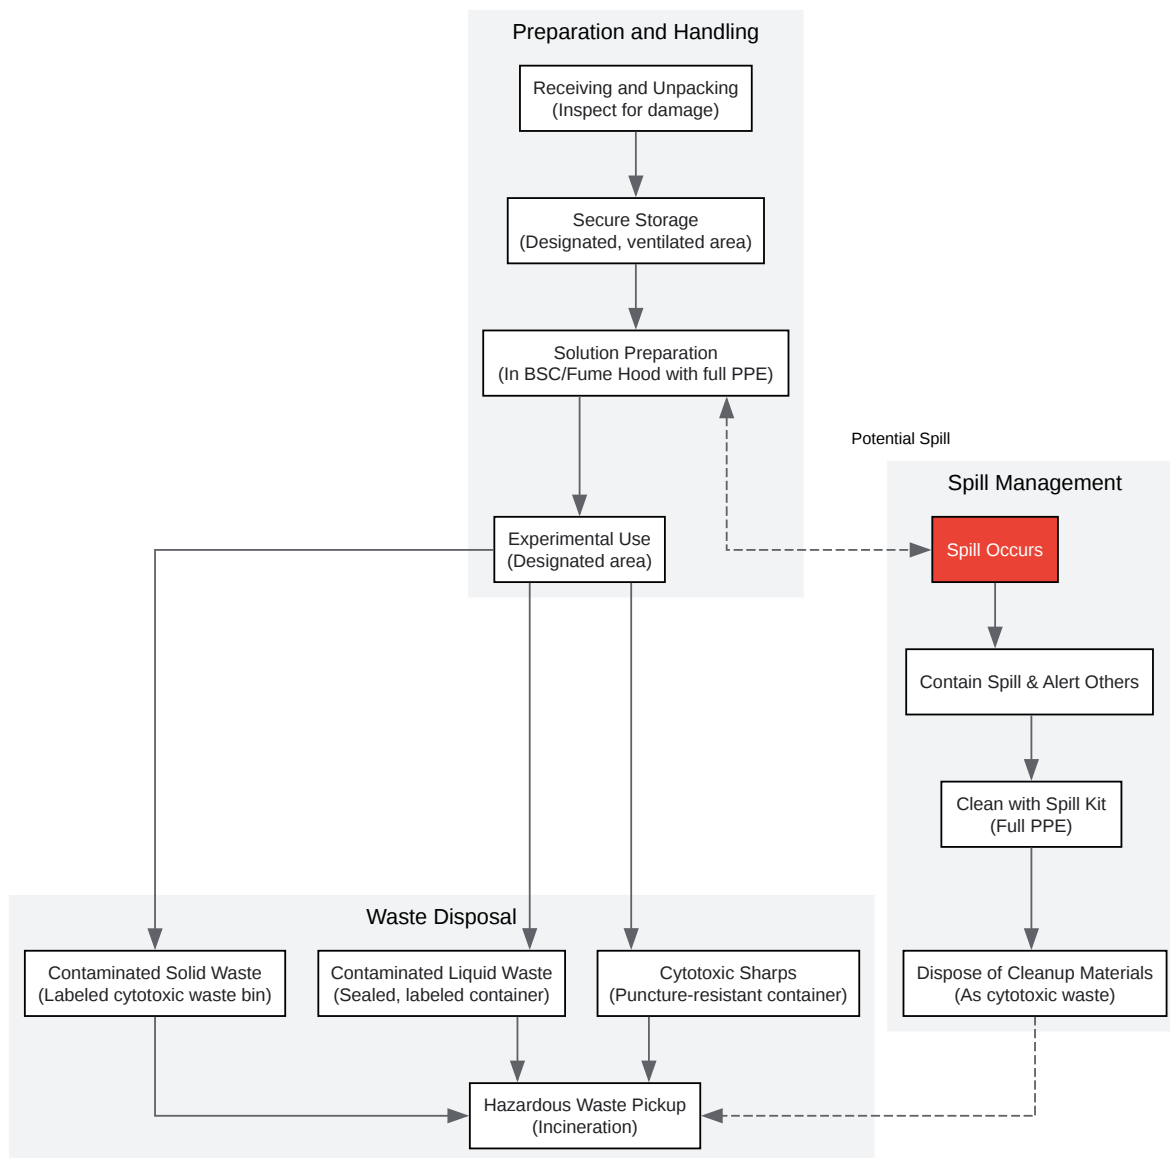 Preparation and Handling
Receiving and Unpacking
(Inspect for damage)
Secure Storage
(Designated, ventilated area)
Solution Preparation
(In BSC/Fume Hood with full PPE)
Potential Spill
Spill Management
Experimental Use
(Designated area)
Spill Occurs
Contain Spill & Alert Others
Clean with Spill Kit
(Full PPE)
Waste Disposal
Contaminated Solid Waste
(Labeled cytotoxic waste bin)
Contaminated Liquid Waste
(Sealed, labeled container)
Cytotoxic Sharps
(Puncture-resistant container)
Dispose of Cleanup Materials
(As cytotoxic waste)
Hazardous Waste Pickup
(Incineration)